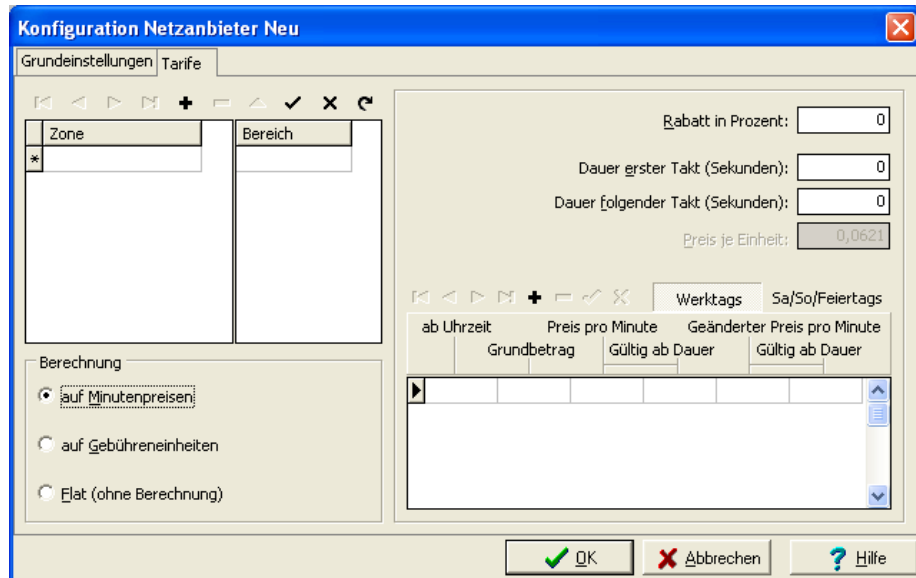 Konfiguration Netzanbieter Neu
Grundeinstellungen Tarife
Zone Bereich
*
Rabatt in Prozent: 0
Dauer erster Takt (Sekunden): 0
Dauer folgender Takt (Sekunden): 0
Preis je Einheit: 0,0621
Werktags Sa/So/Feiertags
ab Uhrzeit Preis pro Minute Geänderter Preis pro Minute
Grundbetrag Gültig ab Dauer Gültig ab Dauer
Berechnung
auf Minutenpreisen
auf Gebühreneinheiten
Flat (ohne Berechnung)
OK Abbrechen ? Hilfe